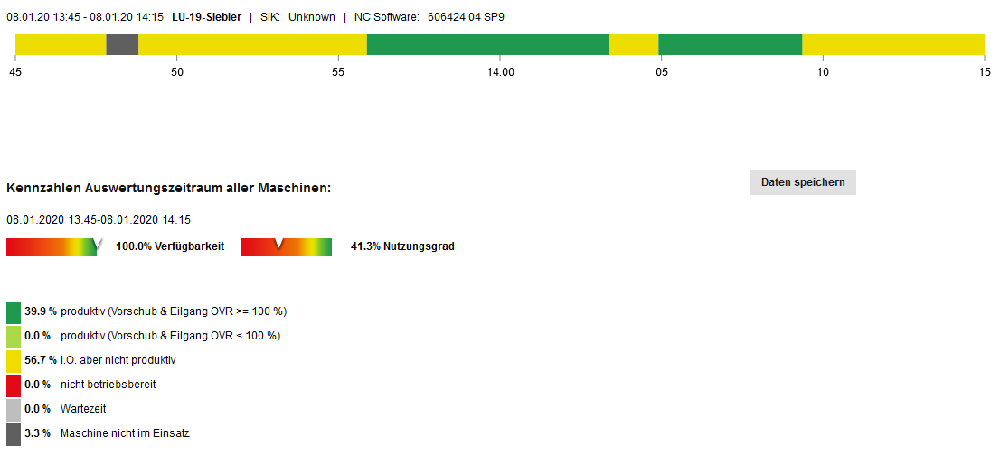 08.01.20 13:45 - 08.01.20 14:15 LU-19-Siebler | SIK: Unknown | NC Software: 606424 04 SP9
45 50 55 14:00 05 10 15
Daten speichern
Kennzahlen Auswertungszeitraum aller Maschinen:
08.01.2020 13:45-08.01.2020 14:15
100.0% Verfügbarkeit 41.3% Nutzungsgrad
39.9 % produktiv (Vorschub & Eilgang OVR >= 100 %)
0.0 % produktiv (Vorschub & Eilgang OVR < 100 %)
56.7 % i.O. aber nicht produktiv
0.0 % nicht betriebsbereit
0.0 % Wartezeit
3.3 % Maschine nicht im Einsatz